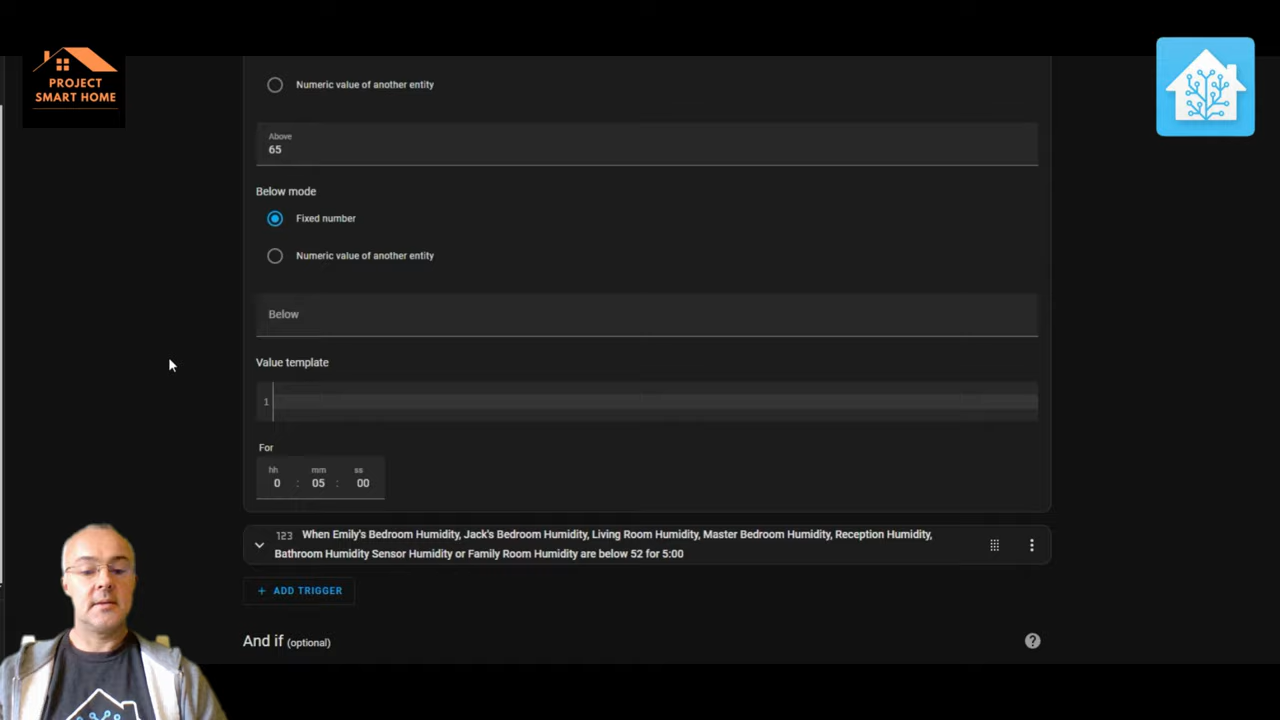 PROJECT
SMART HOME
Numeric value of another entity
Above
65
Below mode
Fixed number
Numeric value of another entity
Below
Value template
1
For
hh mm ss
0 : 05 : 00
123 When Emily's Bedroom Humidity, Jack's Bedroom Humidity, Living Room Humidity, Master Bedroom Humidity, Reception Humidity,
Bathroom Humidity Sensor Humidity or Family Room Humidity are below 52 for 5:00
+ ADD TRIGGER
And if (optional)
?